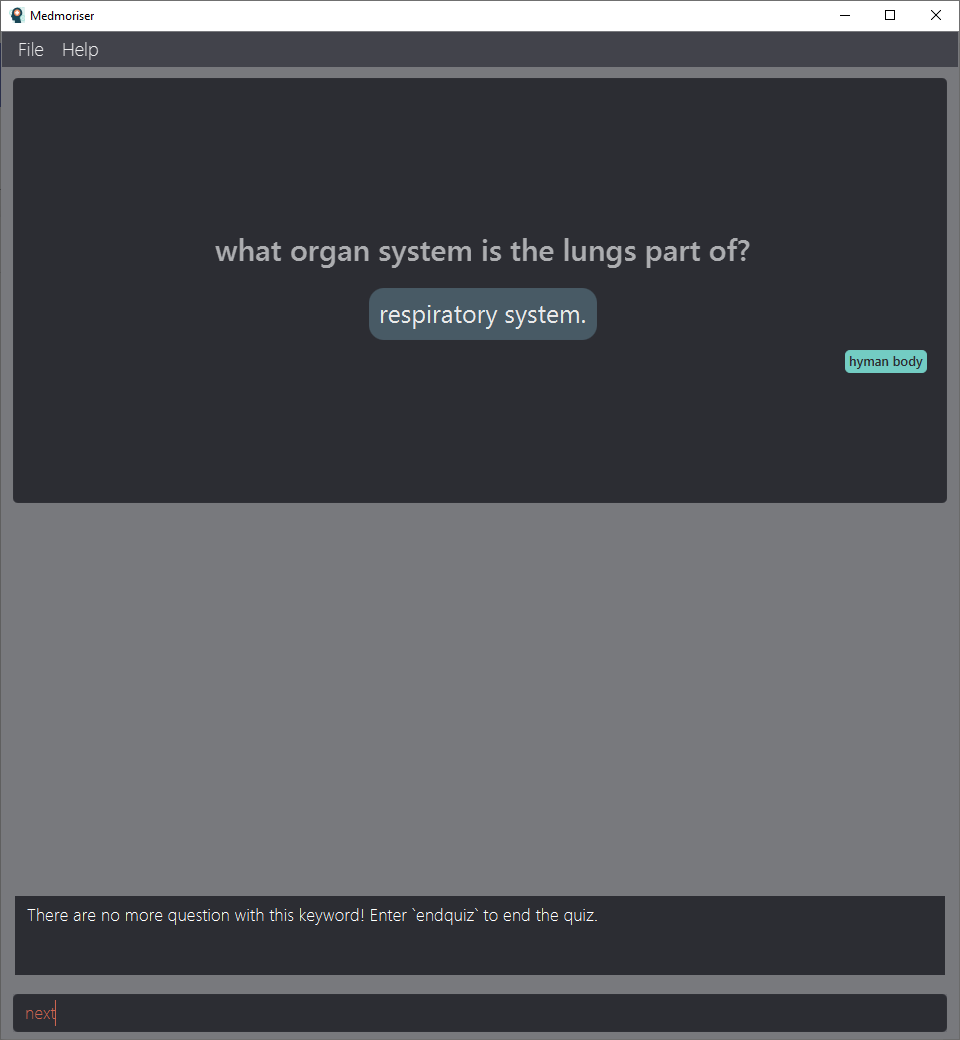 Medmoriser
File Help
what organ system is the lungs part of?
respiratory system.
hyman body
There are no more question with this keyword! Enter `endquiz` to end the quiz.
next